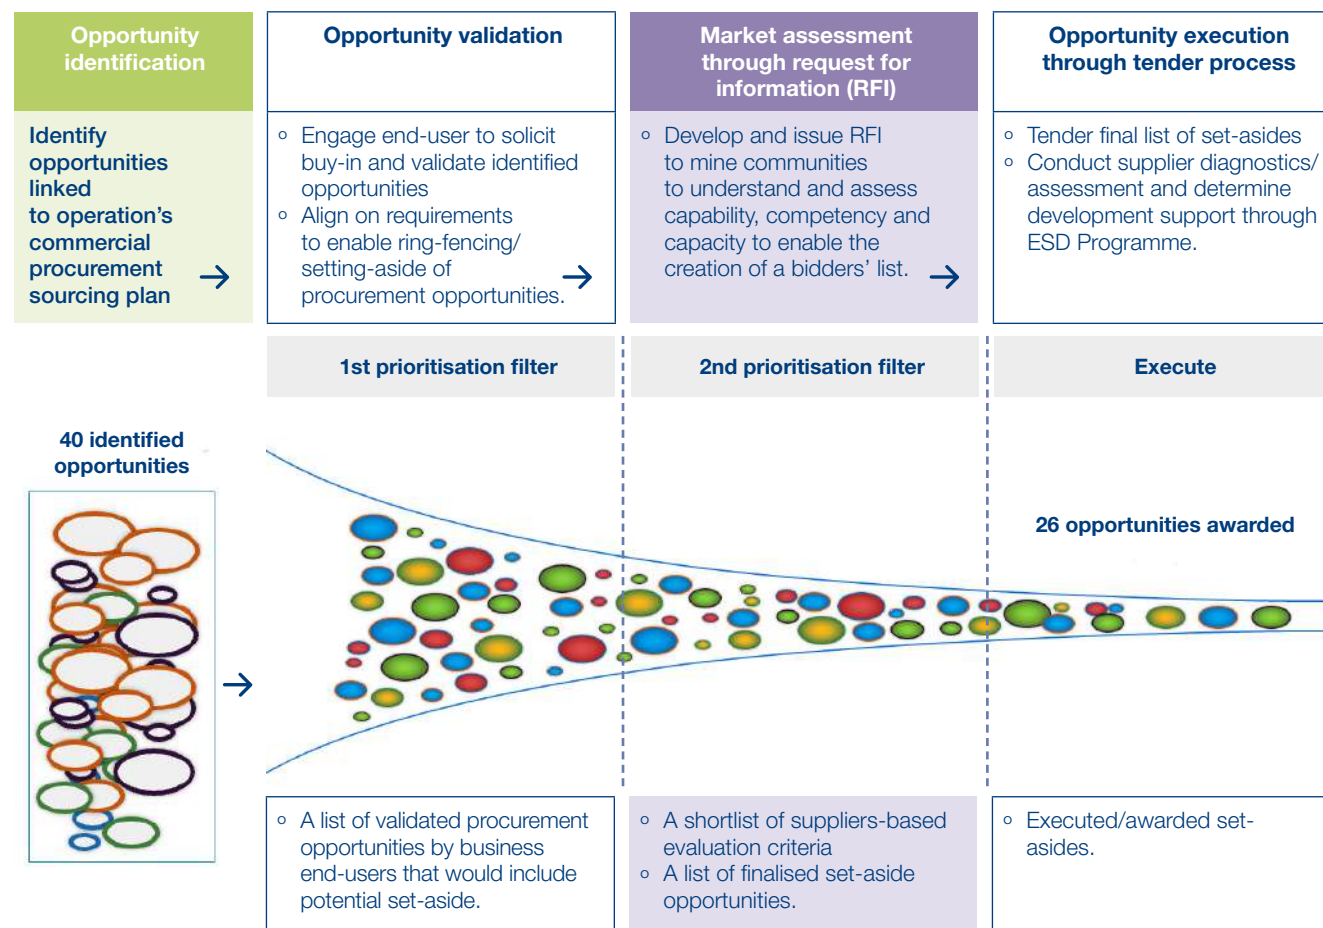 Opportunity
identification
Identify
opportunities
linked
to operation's
commercial
procurement
sourcing plan
Opportunity validation
Engage end-user to solicit
buy-in and validate identified
opportunities
Align on requirements
to enable ring-fencing/
setting-aside of
procurement opportunities.
Market assessment
through request for
information (RFI)
Develop and issue RFI
to mine communities
to understand and assess
capability, competency and
capacity to enable the
creation of a bidders' list.
Opportunity execution
through tender process
Tender final list of set-asides
Conduct supplier diagnostics/
assessment and determine
development support through
ESD Programme.
1st prioritisation filter
2nd prioritisation filter
Execute
40 identified
opportunities
26 opportunities awarded
A list of validated procurement
opportunities by business
end-users that would include
potential set-aside.
A shortlist of suppliers-based
evaluation criteria
A list of finalised set-aside
opportunities.
Executed/awarded set-
asides.